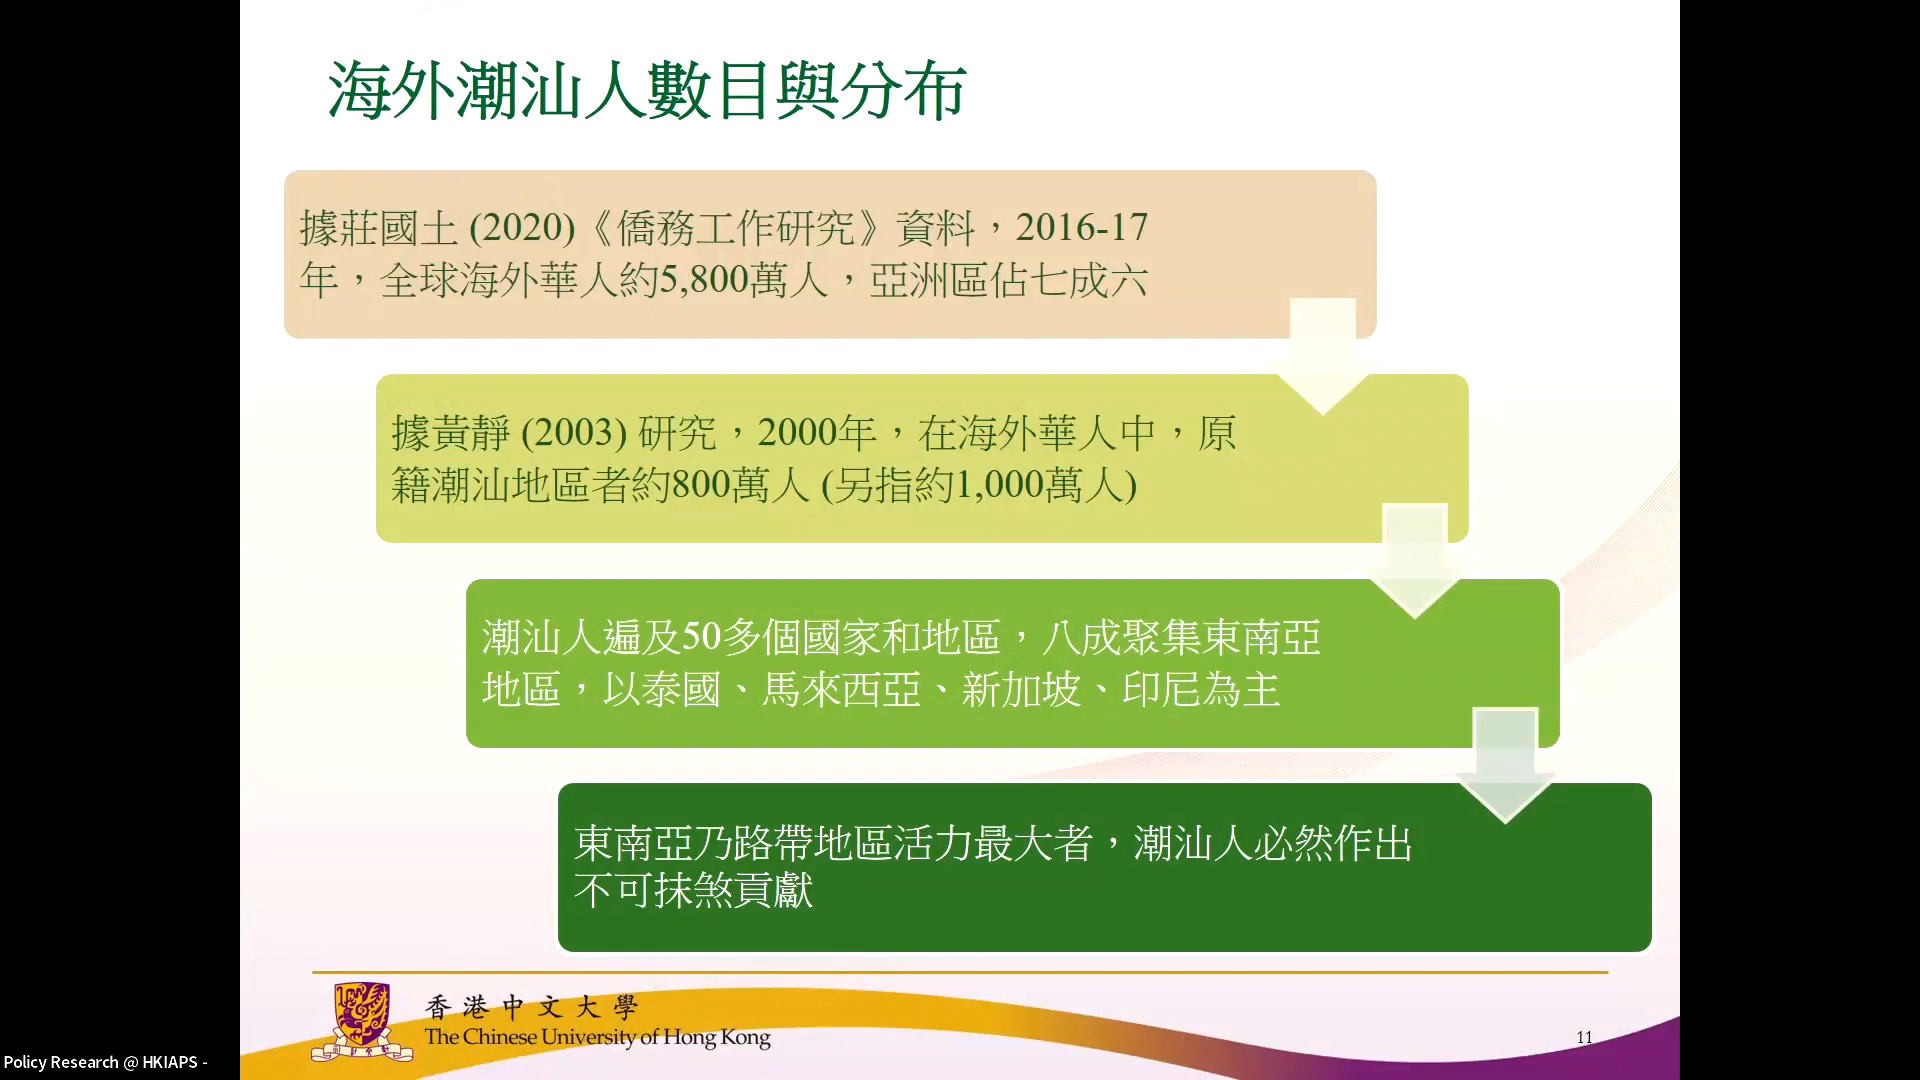 海外潮汕人數目與分布
據莊國土 (2020)《僑務工作研究》資料，2016-17
年，全球海外華人約5,800萬人，亞洲區佔七成六
據黃靜 (2003) 研究，2000年，在海外華人中，原
籍潮汕地區者約800萬人 (另指約1,000萬人)
潮汕人遍及50多個國家和地區，八成聚集東南亞
地區，以泰國、馬來西亞、新加坡、印尼為主
東南亞乃路帶地區活力最大者，潮汕人必然作出
不可抹煞貢獻
香港中文大學
The Chinese University of Hong Kong
11
Policy Research @ HKIAPS -